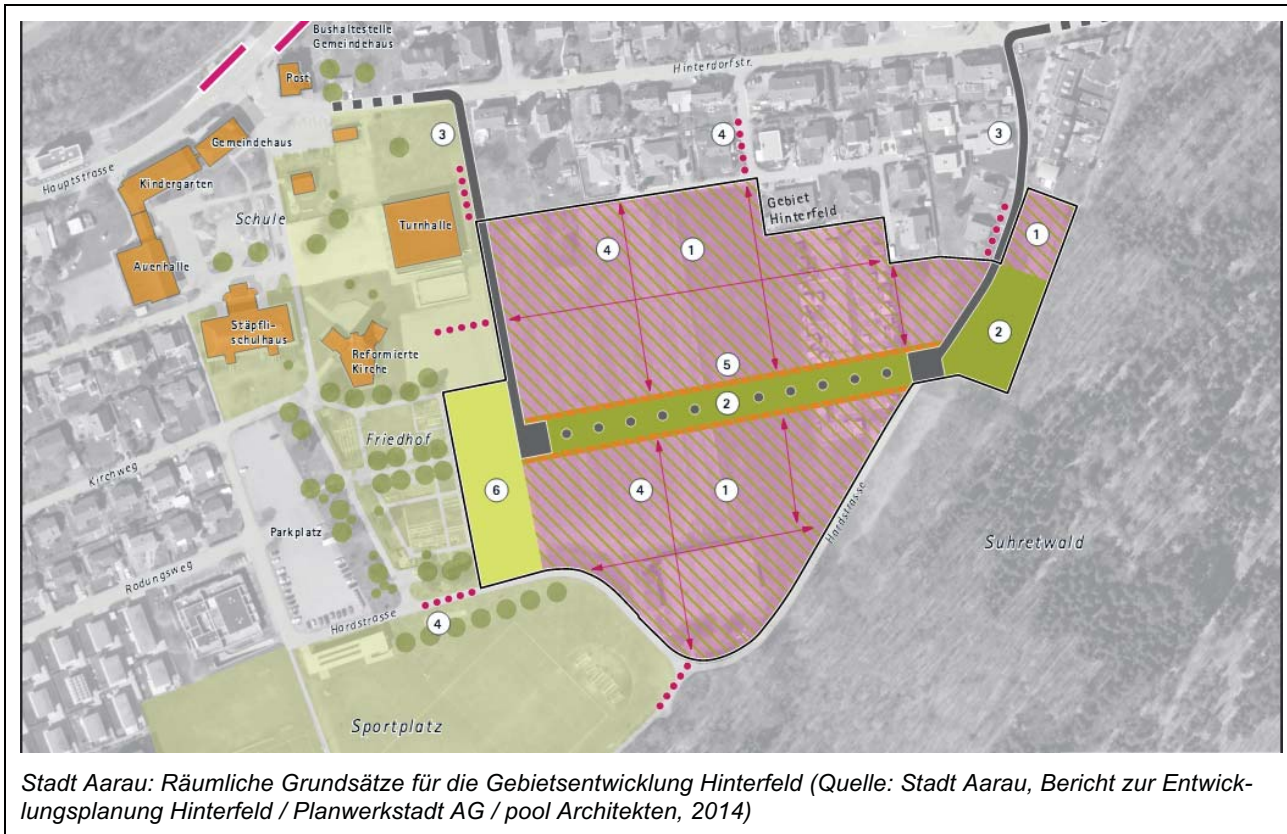 Bushaltestelle
Gemeindehaus
Post
Hinterdorfstr.
3
4
3
Gemeindehaus
Hauptstrasse
Kindergarten
Schule
Turnhalle
Gebiet
Hinterfeld
1
4
1
Auenhalle
2
Stäpfli-
schulhaus
Reformierte
Kirche
5
2
Friedhof
Kirchweg
6
4
1
Hardstrasse
Parkplatz
Suhretwald
Rodungsweg
Hardstrasse
4
Sportplatz
Stadt Aarau: Räumliche Grundsätze für die Gebietsentwicklung Hinterfeld (Quelle: Stadt Aarau, Bericht zur Entwick-
lungsplanung Hinterfeld / Planwerkstadt AG / pool Architekten, 2014)